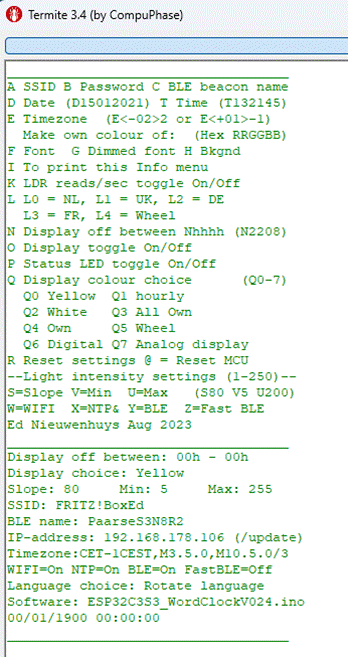 Termite 3.4 (by CompuPhase)
A SSID B Password C BLE beacon name
D Date (D15012021) T Time (T132145)
E Timezone  (E<-02>2 or E<+01>-1)
  Make own colour of:  (Hex RRGGBB)
F Font  G Dimmed font H Bkgnd
I To print this Info menu
K LDR reads/sec toggle On/Off
L L0 = NL, L1 = UK, L2 = DE
  L3 = FR, L4 = Wheel
N Display off between Nhhhh (N2208)
O Display toggle On/Off
P Status LED toggle On/Off
Q Display colour choice      (Q0-7)
  Q0 Yellow  Q1 hourly
  Q2 White   Q3 All Own
  Q4 Own     Q5 Wheel
  Q6 Digital Q7 Analog display
R Reset settings @ = Reset MCU
--Light intensity settings (1-250)--
S=Slope V=Min  U=Max   (S80 V5 U200)
W=WIFI  X=NTP& Y=BLE  Z=Fast BLE
Ed Nieuwenhuys Aug 2023
Display off between: 00h - 00h
Display choice: Yellow
Slope: 80     Min: 5     Max: 255
SSID: FRITZ!BoxEd
BLE name: PaarseS3N8R2
IP-address: 192.168.178.106 (/update)
Timezone:CET-1CEST,M3.5.0,M10.5.0/3
WIFI=On NTP=On BLE=On FastBLE=Off
Language choice: Rotate language
Software: ESP32C3S3_WordClockV024.ino
00/01/1900 00:00:00